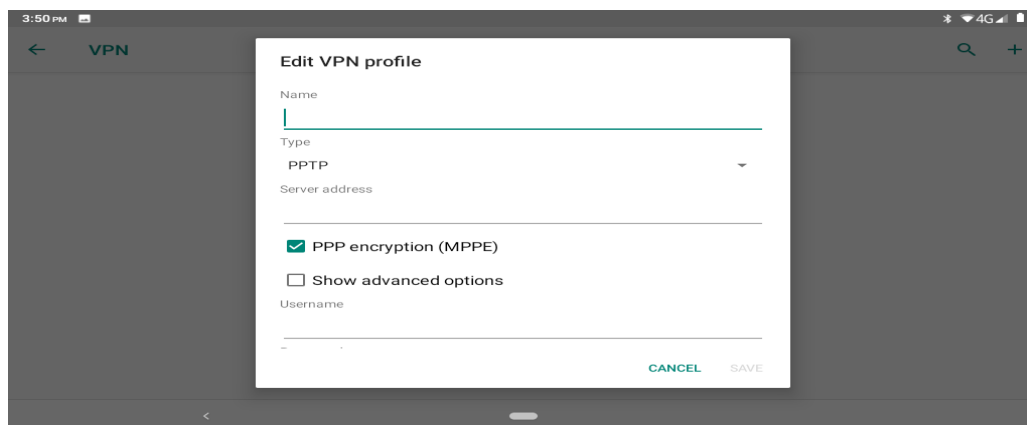 3:50 PM 4G
VPN
Edit VPN profile
Name
Type
PPTP
Server address
PPP encryption (MPPE)
Show advanced options
Username
CANCEL SAVE